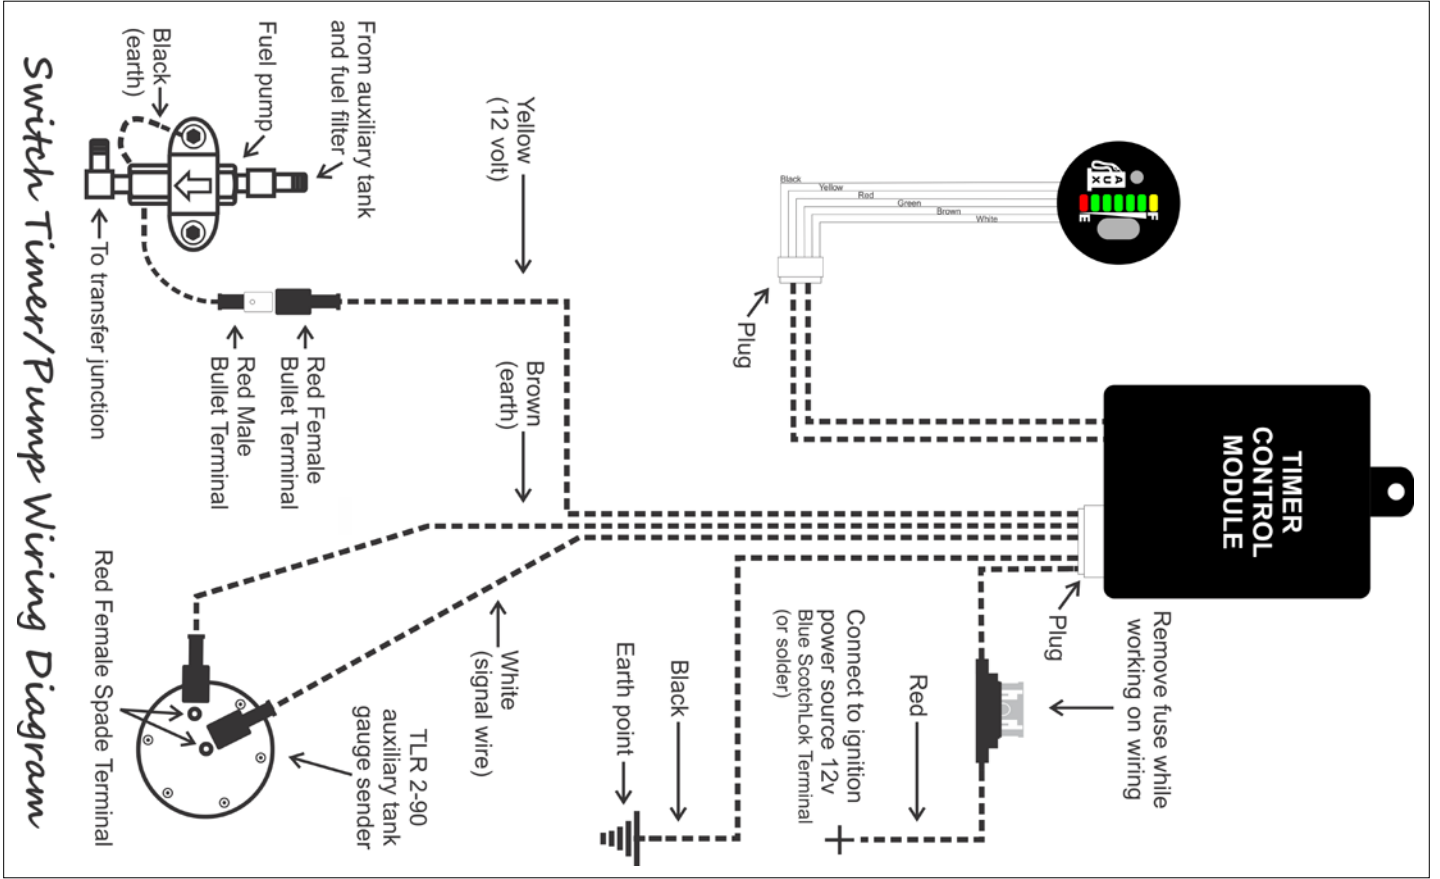 Switch Timer/Pump Wiring Diagram
From auxiliary tank
and fuel filter
Fuel pump
Black
(earth)
To transfer junction
Yellow
(12 volt)
Red Female
Bullet Terminal
Red Male
Bullet Terminal
Brown
(earth)
Red Female Spade Terminal
White
(signal wire)
TLR 2-90
auxiliary tank
gauge sender
AUX
F
E
Black
Yellow
Red
Green
Brown
White
Plug
TIMER
CONTROL
MODULE
Plug
Remove fuse while
working on wiring
Connect to ignition
power source 12v
Blue ScotchLok Terminal
(or solder)
Red
Black
Earth point